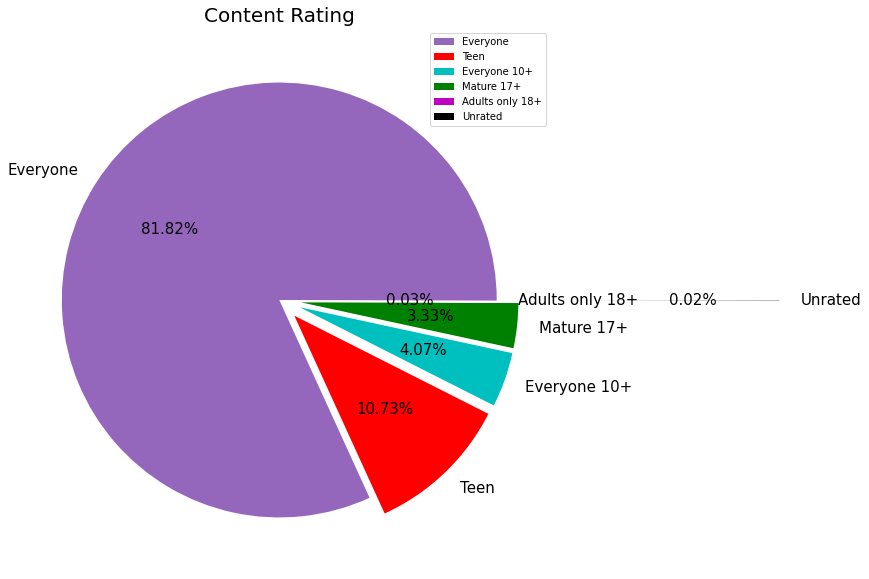 Content Rating
Everyone
Teen
Everyone 10+
Mature 17+
Adults only 18+
Unrated
Everyone
81.82%
0.03%
Adults only 18+
0.02%
Unrated
3.33%
Mature 17+
4.07%
Everyone 10+
10.73%
Teen